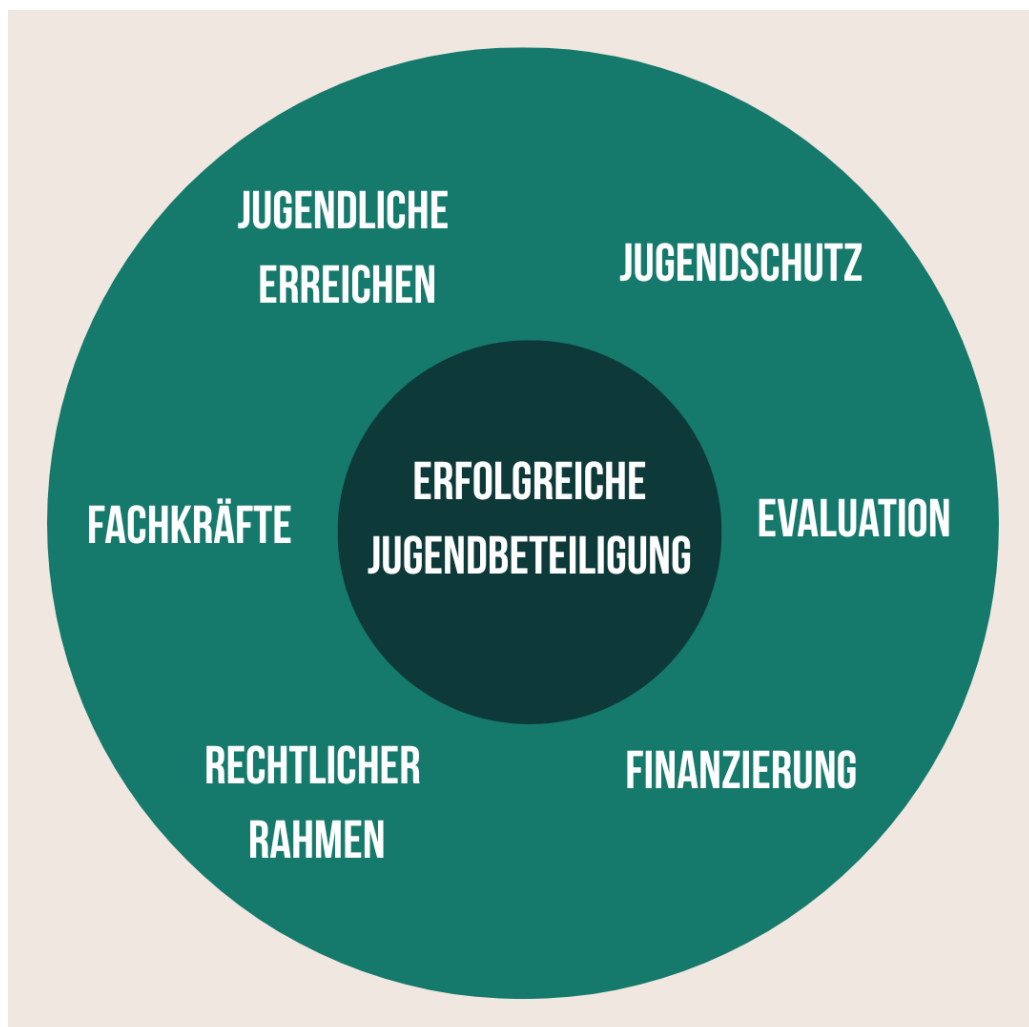 JUGENDLICHE
ERREICHEN
JUGENDSCHUTZ
FACHKRÄFTE
ERFOLGREICHE
JUGENDBETEILIGUNG
EVALUATION
RECHTLICHER
RAHMEN
FINANZIERUNG